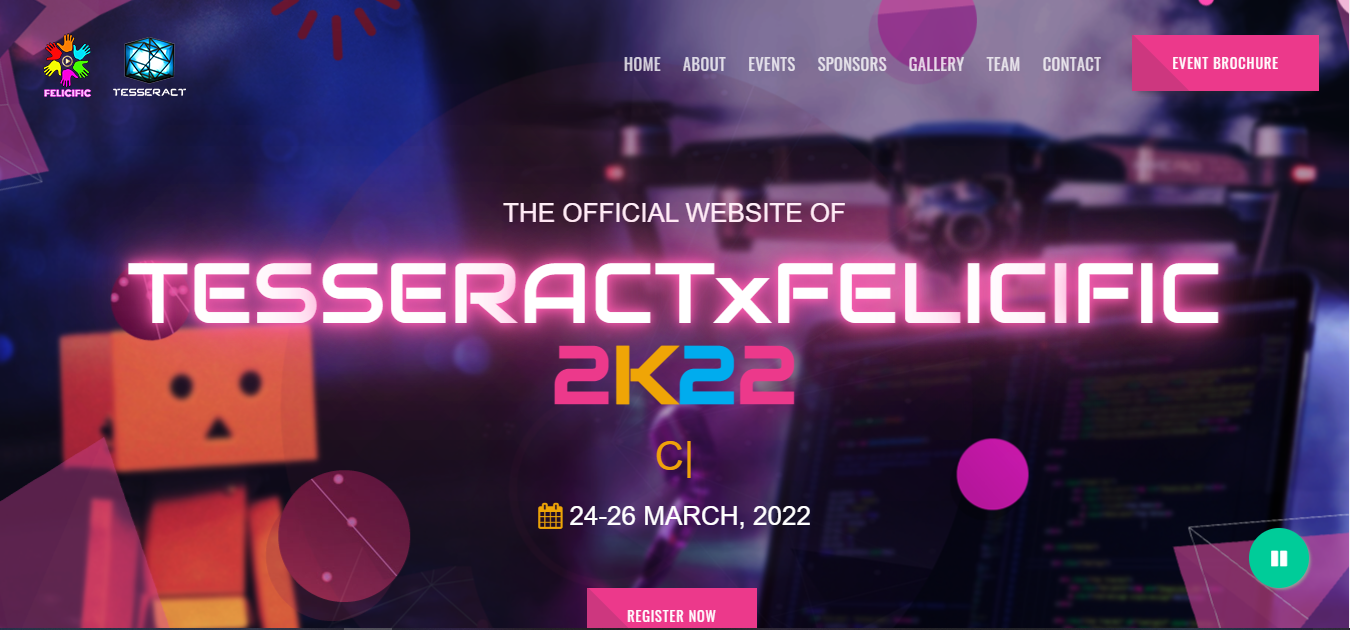 FELICIFIC
TESSERACT
HOME ABOUT EVENTS SPONSORS GALLERY TEAM CONTACT EVENT BROCHURE
THE OFFICIAL WEBSITE OF
TESSERACTxFELICIFIC
2K22
C|
24-26 MARCH, 2022
REGISTER NOW